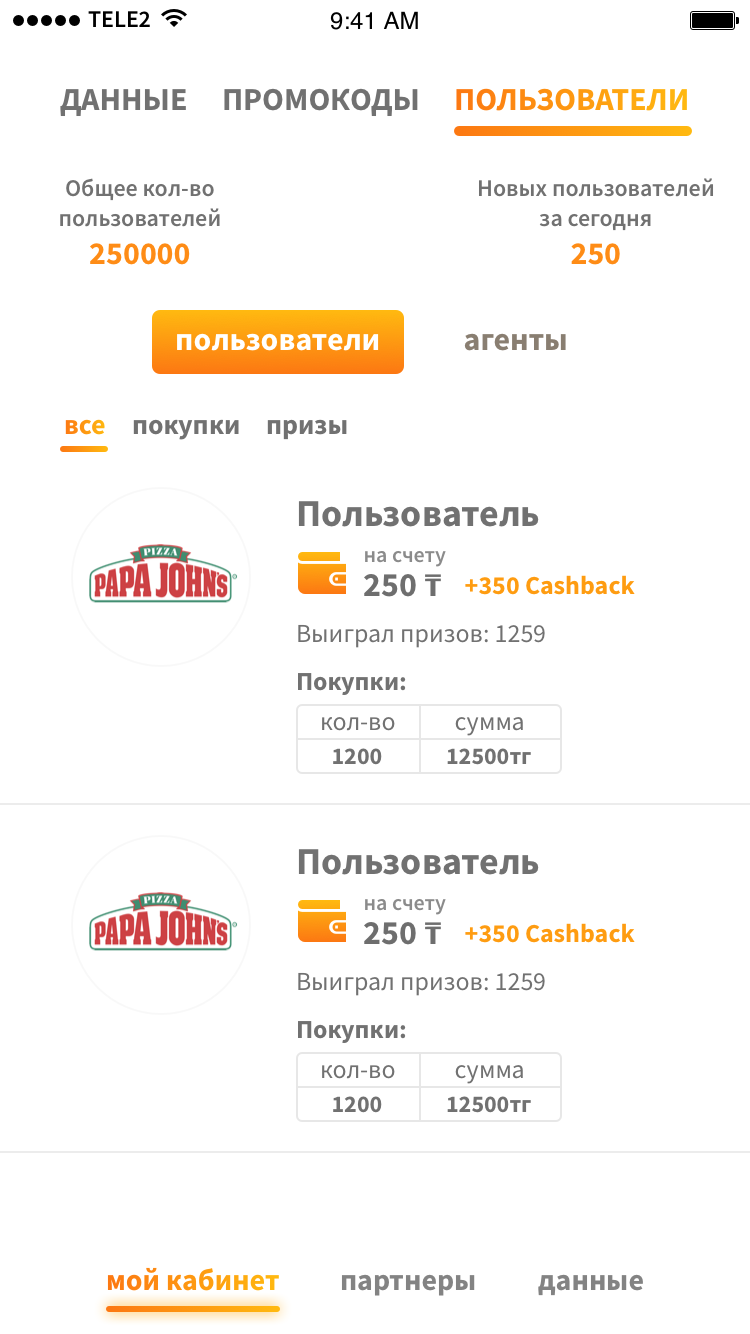 TELE2 9:41 AM
ДАННЫЕ ПРОМОКОДЫ ПОЛЬЗОВАТЕЛИ
Общее кол-во
пользователей
250000
Новых пользователей
за сегодня
250
пользователи агенты
все покупки призы
PIZZA
PAPA JOHN'S
Пользователь
на счету
250 ₸ +350 Cashback
Выиграл призов: 1259
Покупки:
кол-во сумма
1200 12500тг
PIZZA
PAPA JOHN'S
Пользователь
на счету
250 ₸ +350 Cashback
Выиграл призов: 1259
Покупки:
кол-во сумма
1200 12500тг
мой кабинет партнеры данные